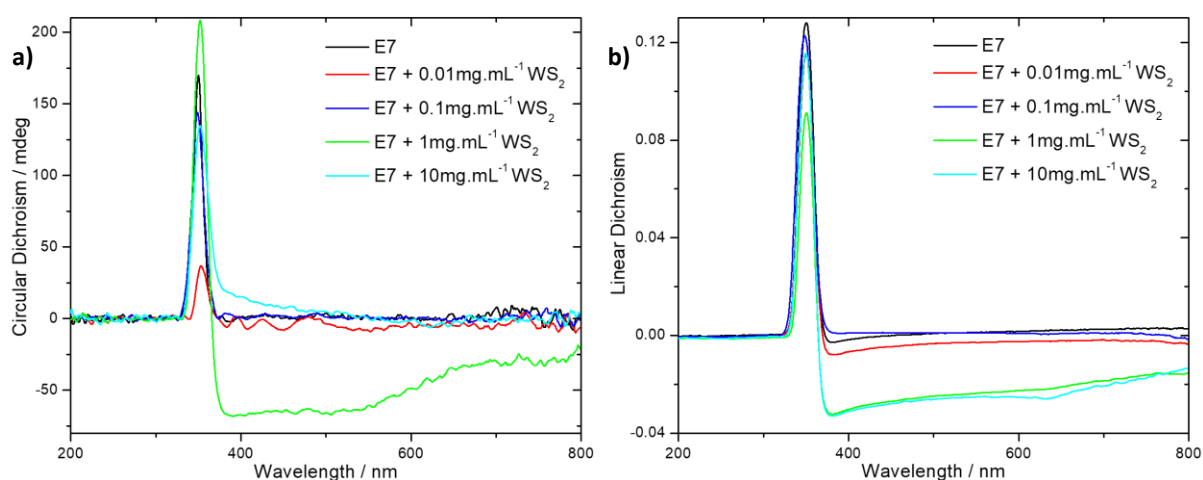 a)
200
150
100
50
0
-50
Circular Dichroism / mdeg
E7
E7 + 0.01mg.mL⁻¹ WS₂
E7 + 0.1mg.mL⁻¹ WS₂
E7 + 1mg.mL⁻¹ WS₂
E7 + 10mg.mL⁻¹ WS₂
200 400 600 800
Wavelength / nm
b)
0.12
0.08
0.04
0.00
-0.04
Linear Dichroism
E7
E7 + 0.01mg.mL⁻¹ WS₂
E7 + 0.1mg.mL⁻¹ WS₂
E7 + 1mg.mL⁻¹ WS₂
E7 + 10mg.mL⁻¹ WS₂
200 400 600 800
Wavelength / nm